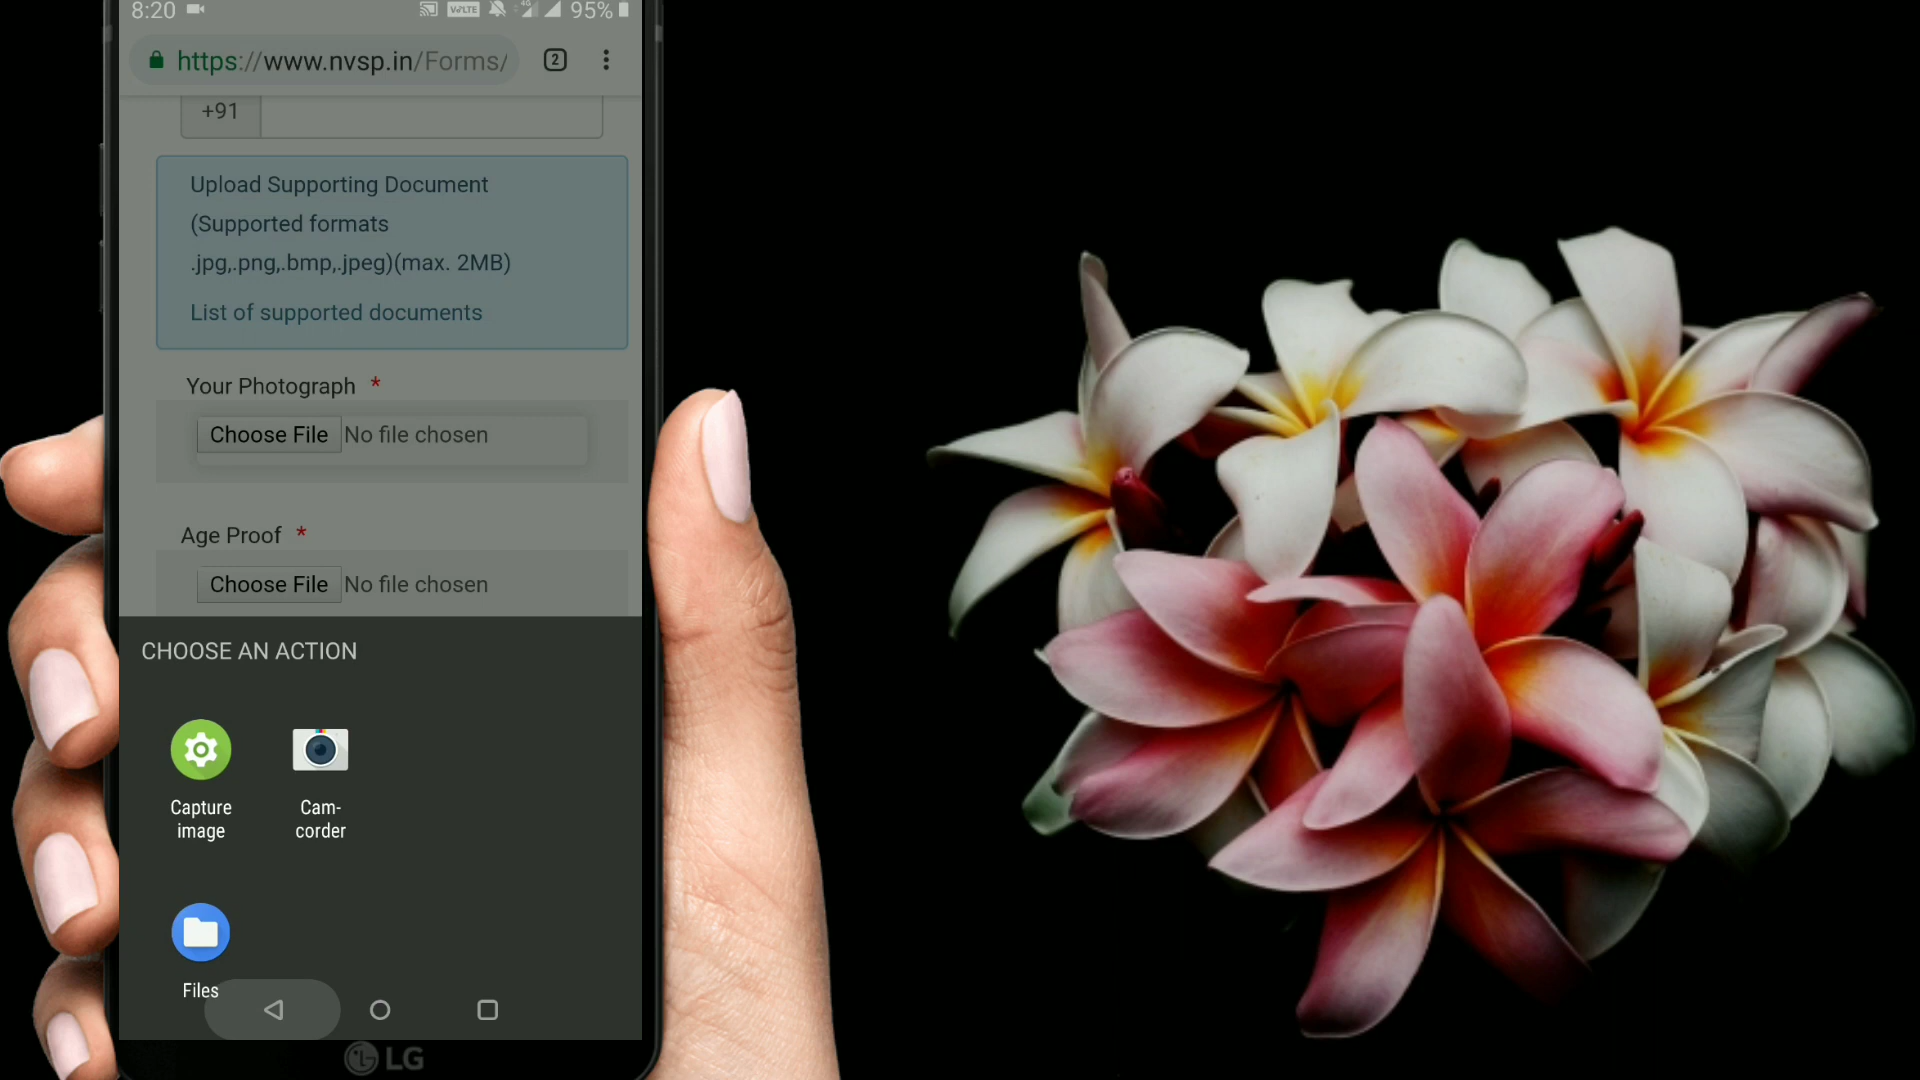 8:20 VoLTE 4G 95%
https://www.nvsp.in/Forms/ 2
+91
Upload Supporting Document
(Supported formats
.jpg,.png,.bmp,.jpeg)(max. 2MB)
List of supported documents
Your Photograph *
Choose File No file chosen
Age Proof *
Choose File No file chosen
CHOOSE AN ACTION
Capture Cam-
image corder
Files
LG